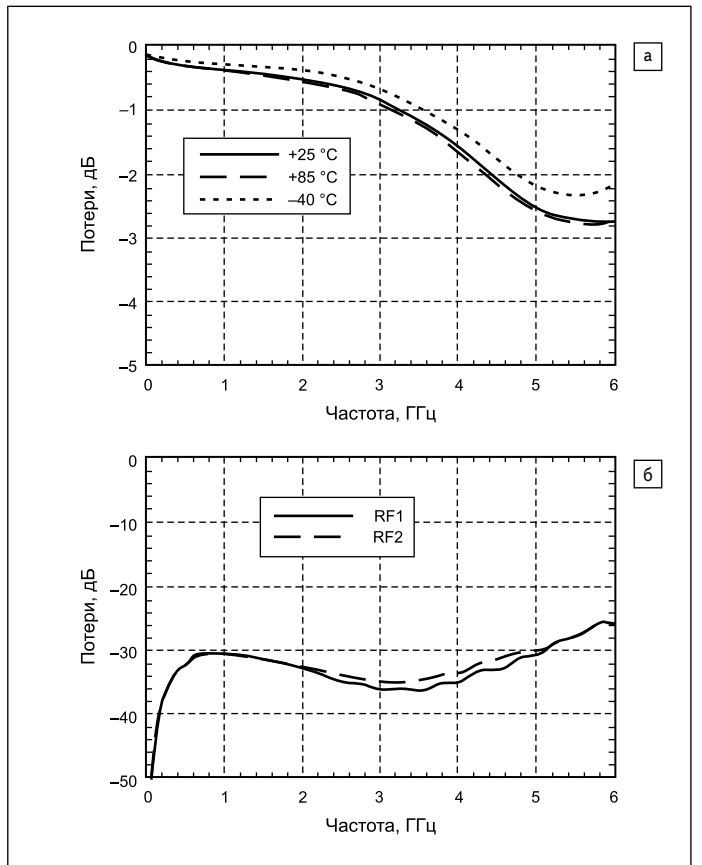 а
0
–1
–2
–3
–4
–5
Потери, дБ
+25 °C
+85 °C
–40 °C
0 1 2 3 4 5 6
Частота, ГГц
б
0
–10
–20
–30
–40
–50
Потери, дБ
RF1
RF2
0 1 2 3 4 5 6
Частота, ГГц